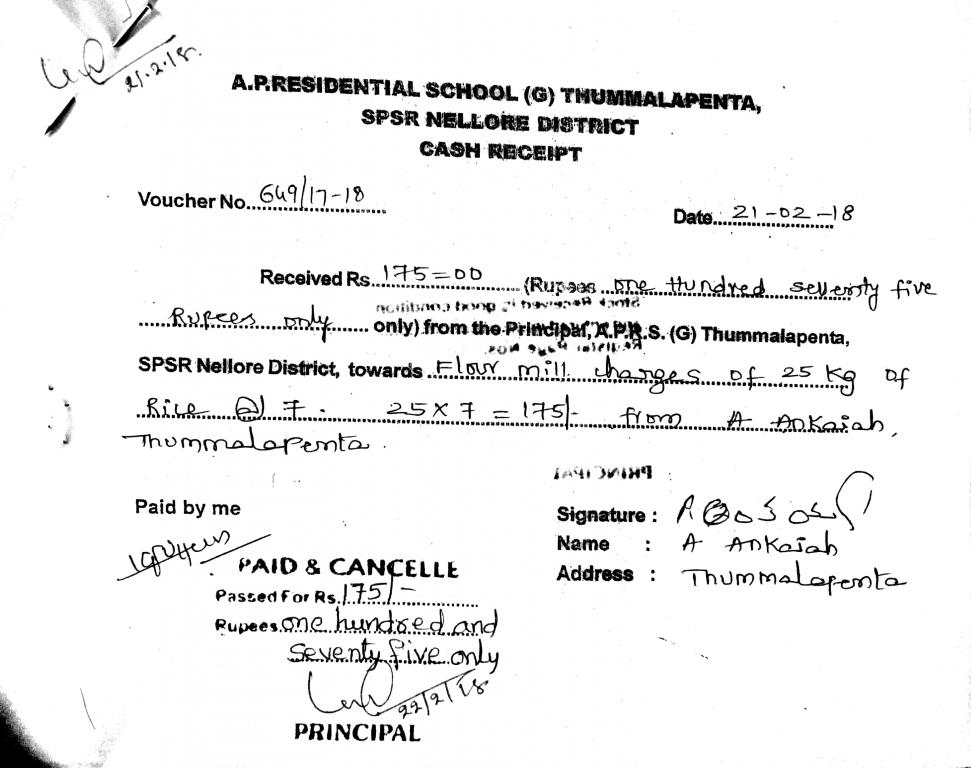 21.2.18.
A.P.RESIDENTIAL SCHOOL (G) THUMMALAPENTA,
SPSR NELLORE DISTRICT
CASH RECEIPT
Voucher No. 649/17-18
Date. 21-02-18
Received Rs. 175=00 (Rupees one Hundred seventy five
Rupees only only) from the Principal, A.P.R.S. (G) Thummalapenta,
SPSR Nellore District, towards Flour mill charges of 25 Kg of
Rice @ 7. 25 X 7 = 175/- from A Ankaiah,
Thummalapenta.
PRINCIPAL
Paid by me
Signature :
Name : A Ankaiah
Address : Thummalapenta
PAID & CANCELLE
Passed For Rs. 175/-
Rupees one hundred and
seventy five only
22/2/18
PRINCIPAL